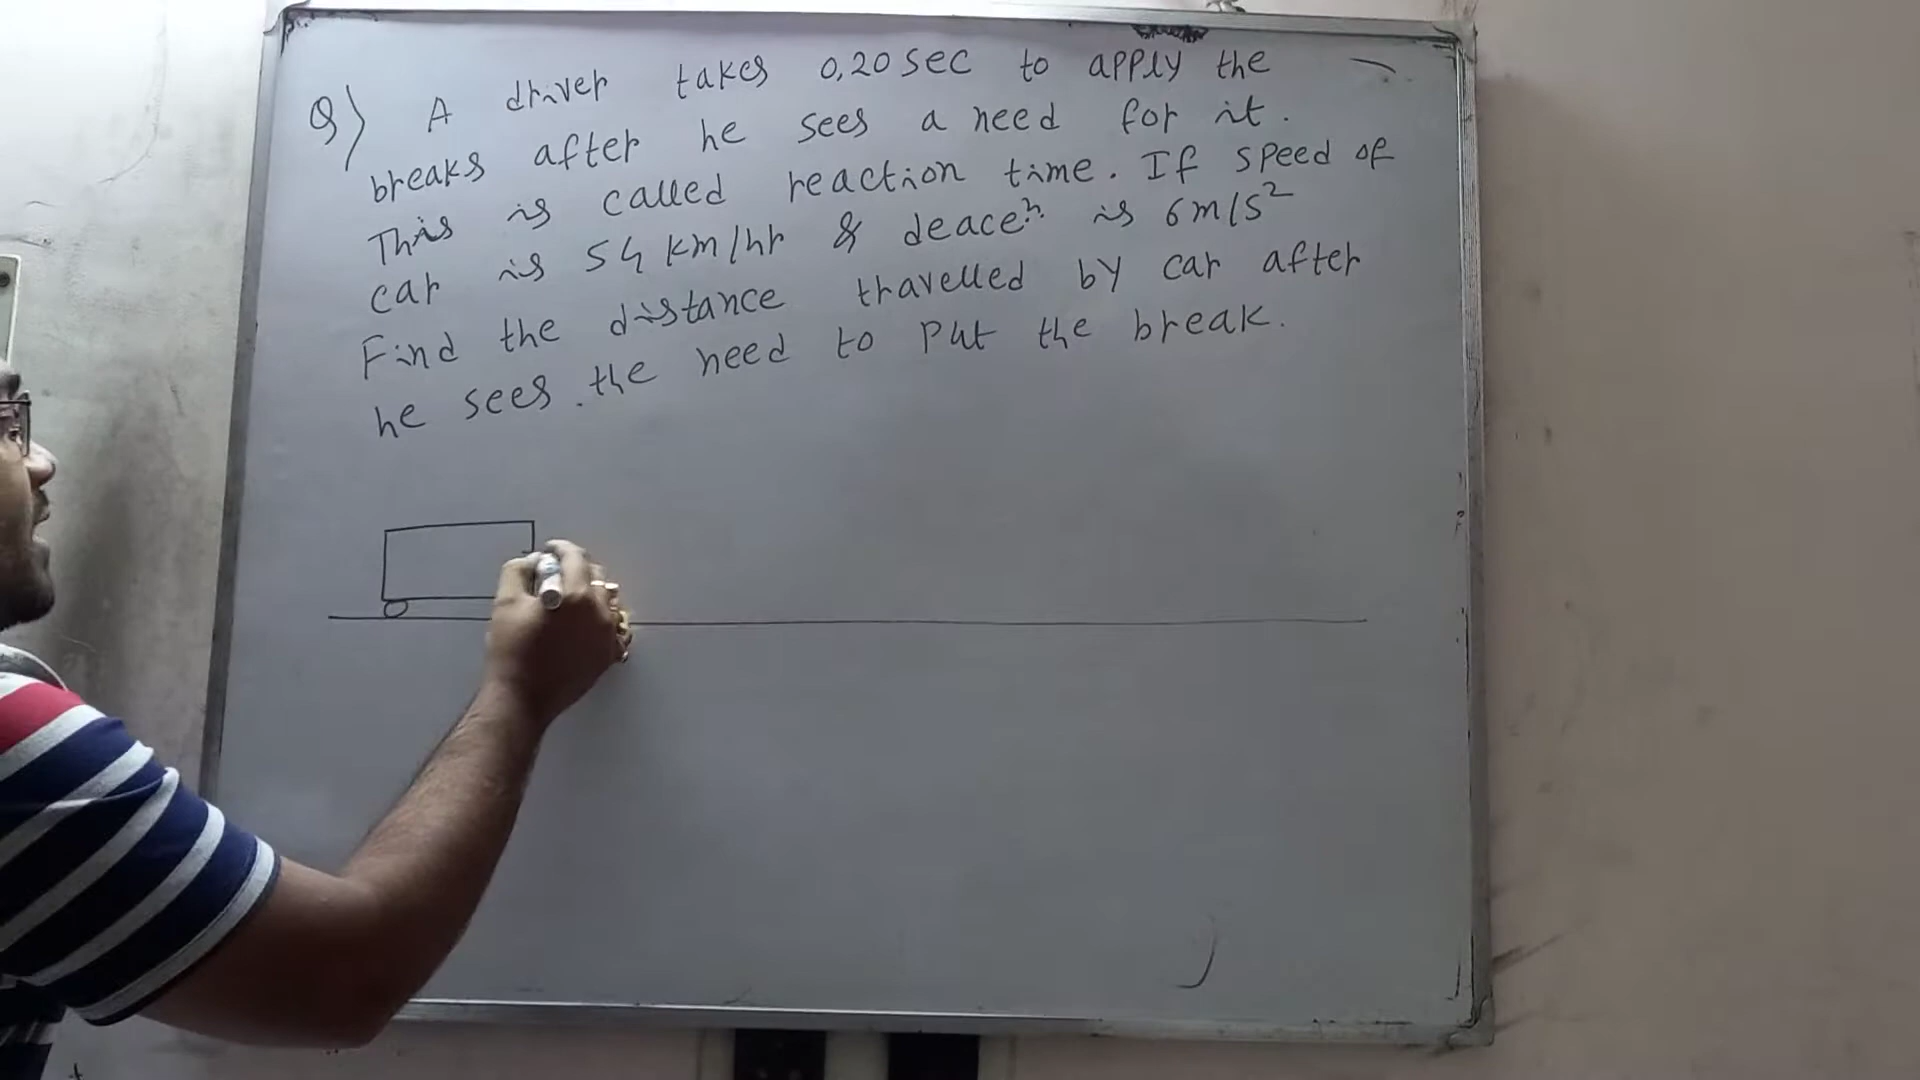 Q) A driver takes 0.20 sec to apply the
breaks after he sees a need for it.
This is called reaction time. If speed of
car is 54 km/hr & deaceⁿ is 6m/s²
Find the distance travelled by car after
he sees the need to put the break.